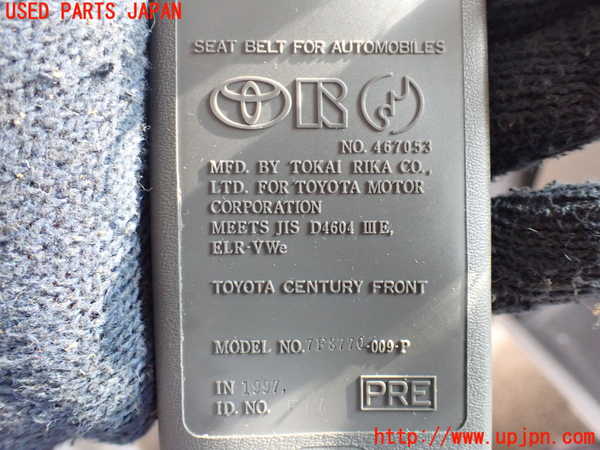 USED PARTS JAPAN
SEAT BELT FOR AUTOMOBILES
R
NO. 467053
MFD. BY TOKAI RIKA CO.,
LTD. FOR TOYOTA MOTOR
CORPORATION
MEETS JIS D4604 ⅢE,
ELR-VWe
TOYOTA CENTURY FRONT
MODEL NO. -009-P
IN 1997.
ID. NO.
PRE
http://www.upjpn.com/